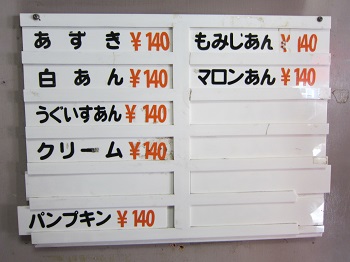 あずき ¥140
白あん ¥140
うぐいすあん ¥140
クリーム ¥140
パンプキン ¥140
もみじあん ¥140
マロンあん ¥140